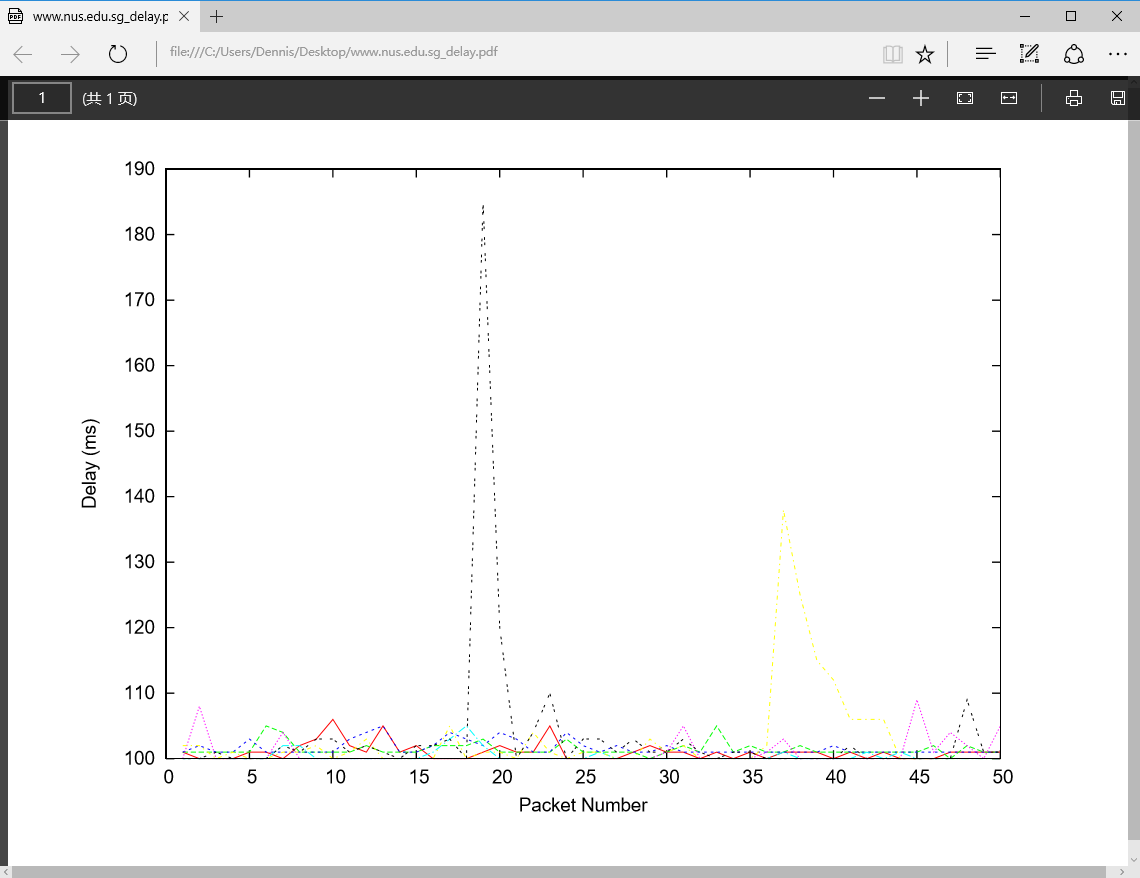 www.nus.edu.sg_delay.p
file:///C:/Users/Dennis/Desktop/www.nus.edu.sg_delay.pdf
1 (共 1 页)
190
180
170
160
150
140
130
120
110
100
Delay (ms)
0 5 10 15 20 25 30 35 40 45 50
Packet Number